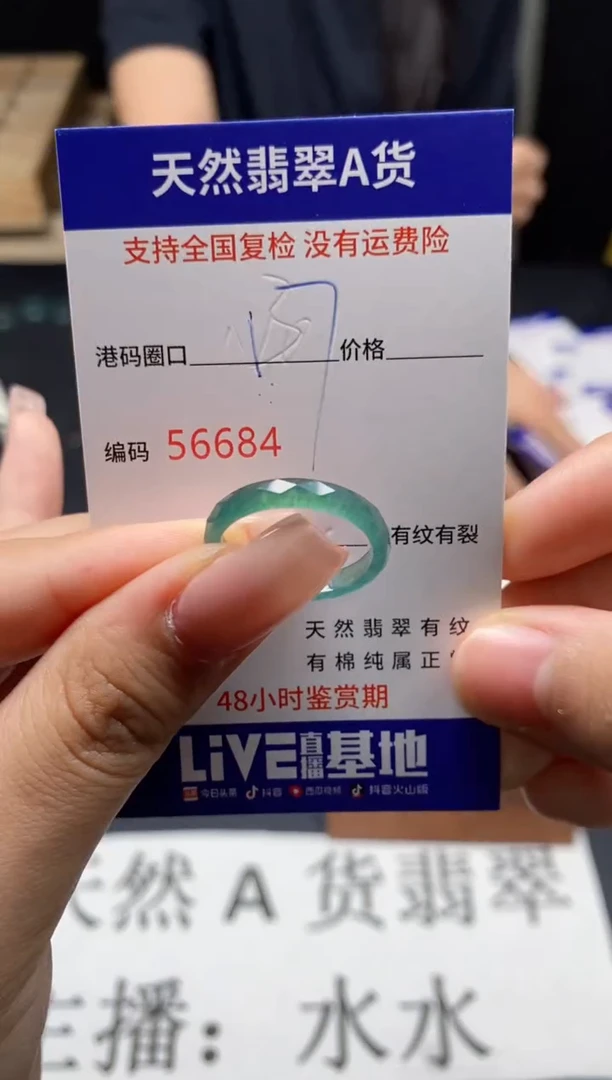 天然翡翠A货
支持全国复检 没有运费险
港码圈口 价格
编码 56684
有纹有裂
天然翡翠有纹
有棉纯属正
48小时鉴赏期
LiVE直播基地
今日头条 抖音 西瓜视频 抖音火山版
然A货翡翠
主播：水水